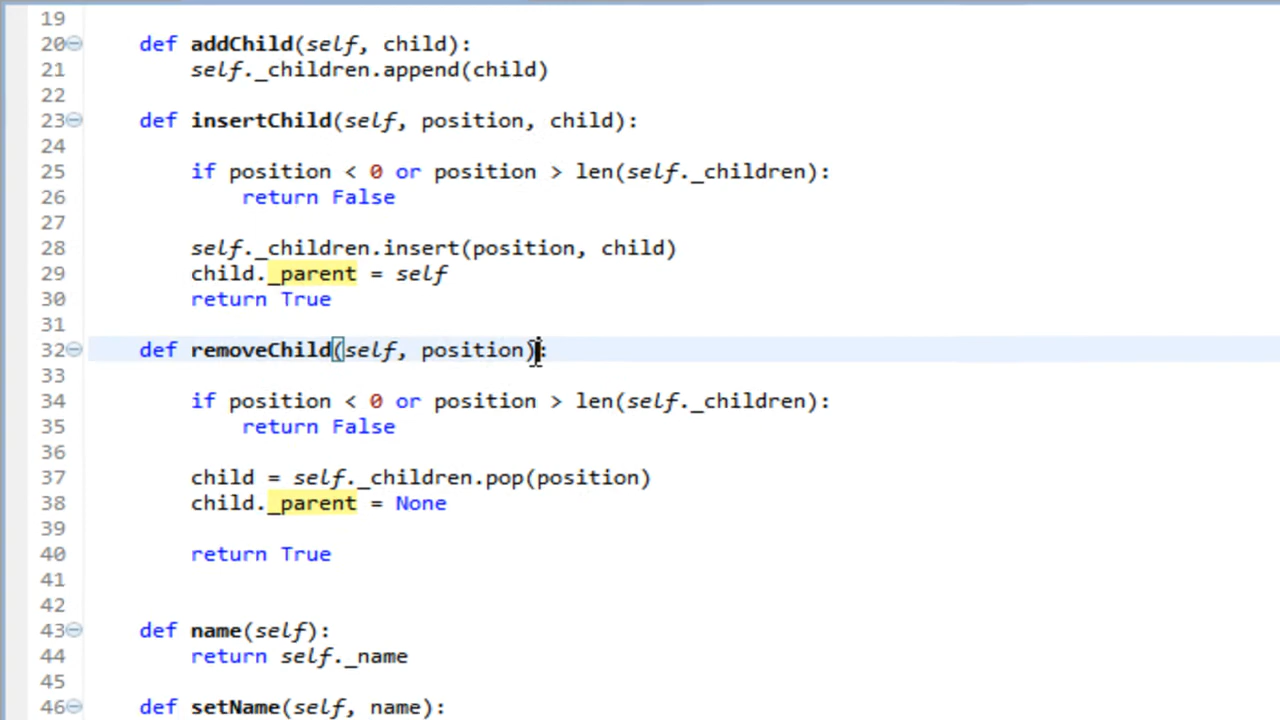 19
20 def addChild(self, child):
21 self._children.append(child)
22
23 def insertChild(self, position, child):
24
25 if position < 0 or position > len(self._children):
26 return False
27
28 self._children.insert(position, child)
29 child._parent = self
30 return True
31
32 def removeChild(self, position):
33
34 if position < 0 or position > len(self._children):
35 return False
36
37 child = self._children.pop(position)
38 child._parent = None
39
40 return True
41
42
43 def name(self):
44 return self._name
45
46 def setName(self, name):